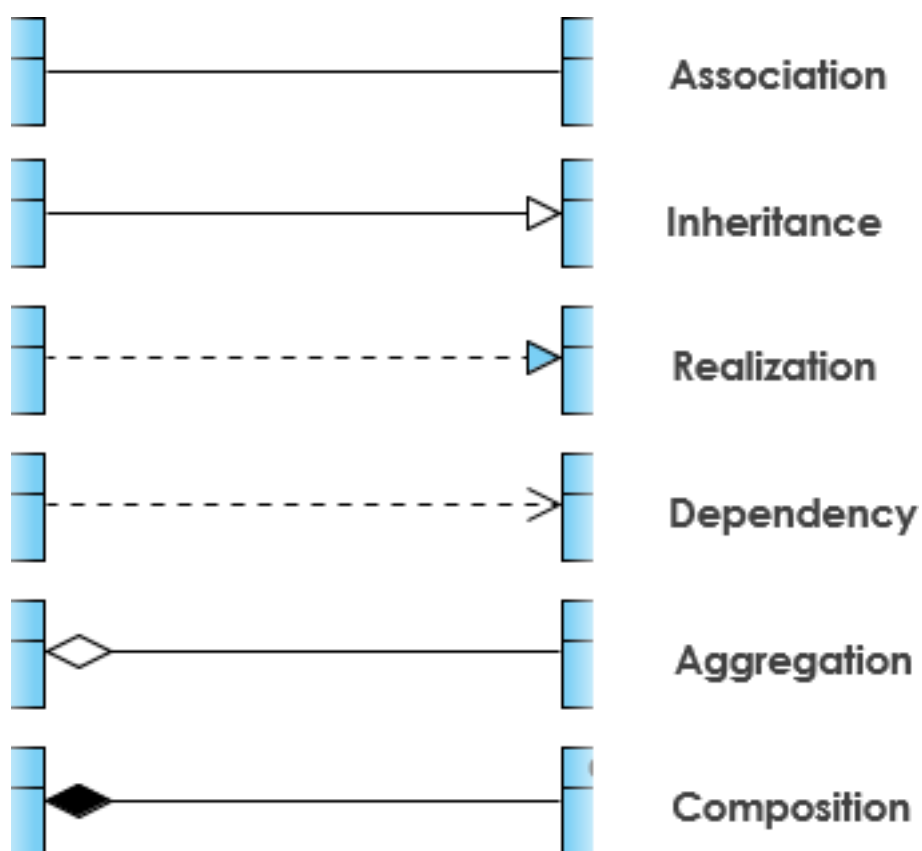 Association
Inheritance
Realization
Dependency
Aggregation
Composition